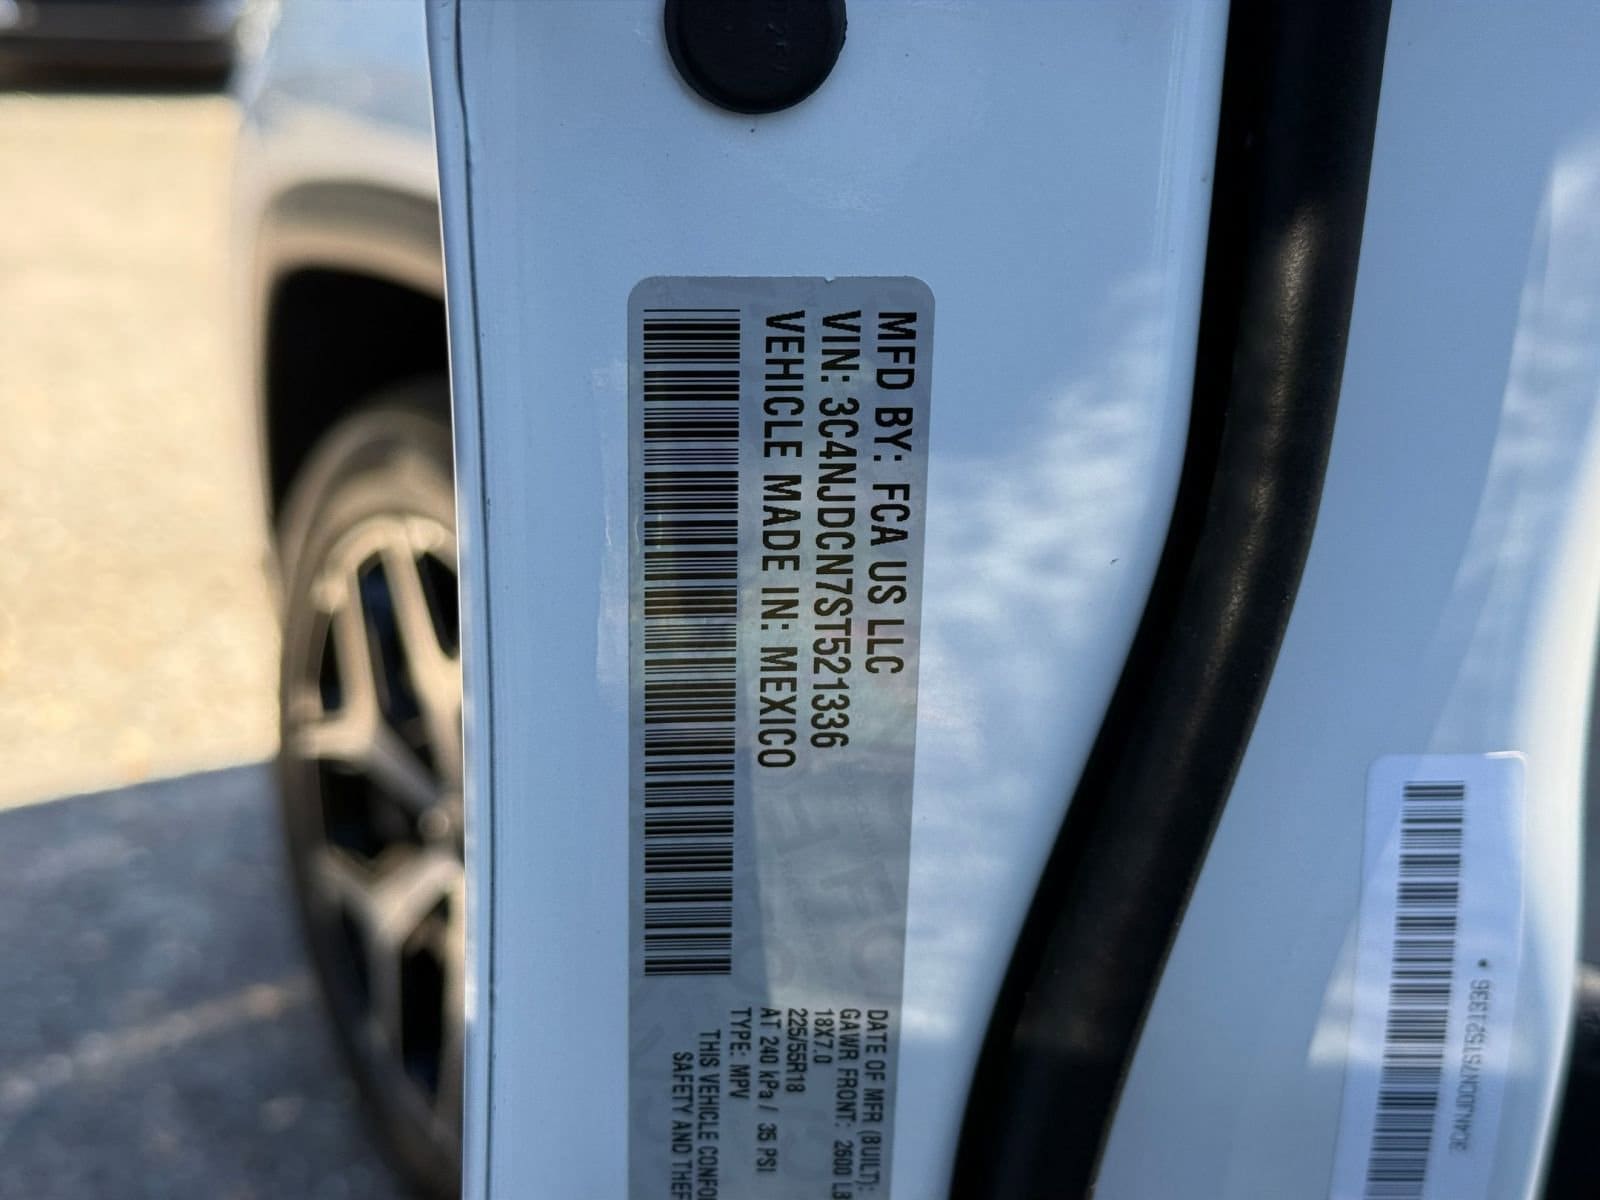 MFD BY: FCA US LLC
VIN: 3C4NJDCN7ST521336
VEHICLE MADE IN: MEXICO
DATE OF MFR (BUILT):
GAWR FRONT: 2600 LB
18X7.0
225/55R18
AT 240 kPa / 35 PSI
TYPE: MPV
THIS VEHICLE CONFO
SAFETY AND THEF
3C4NJDCN7ST521336 •